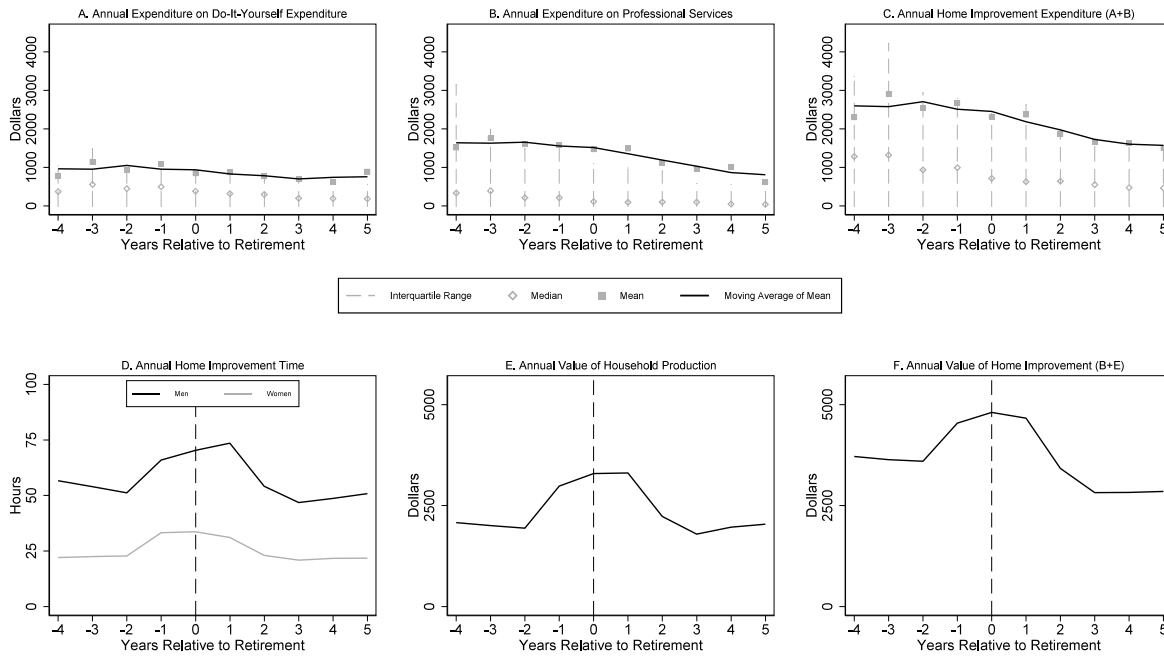 A. Annual Expenditure on Do-It-Yourself Expenditure
Dollars
0 1000 2000 3000 4000
-4 -3 -2 -1 0 1 2 3 4 5
Years Relative to Retirement
B. Annual Expenditure on Professional Services
Dollars
0 1000 2000 3000 4000
-4 -3 -2 -1 0 1 2 3 4 5
Years Relative to Retirement
C. Annual Home Improvement Expenditure (A+B)
Dollars
0 1000 2000 3000 4000
-4 -3 -2 -1 0 1 2 3 4 5
Years Relative to Retirement
Interquartile Range Median Mean Moving Average of Mean
D. Annual Home Improvement Time
Men Women
Hours
0 25 50 75 100
-4 -3 -2 -1 0 1 2 3 4 5
Years Relative to Retirement
E. Annual Value of Household Production
Dollars
0 2500 5000
-4 -3 -2 -1 0 1 2 3 4 5
Years Relative to Retirement
F. Annual Value of Home Improvement (B+E)
Dollars
0 2500 5000
-4 -3 -2 -1 0 1 2 3 4 5
Years Relative to Retirement